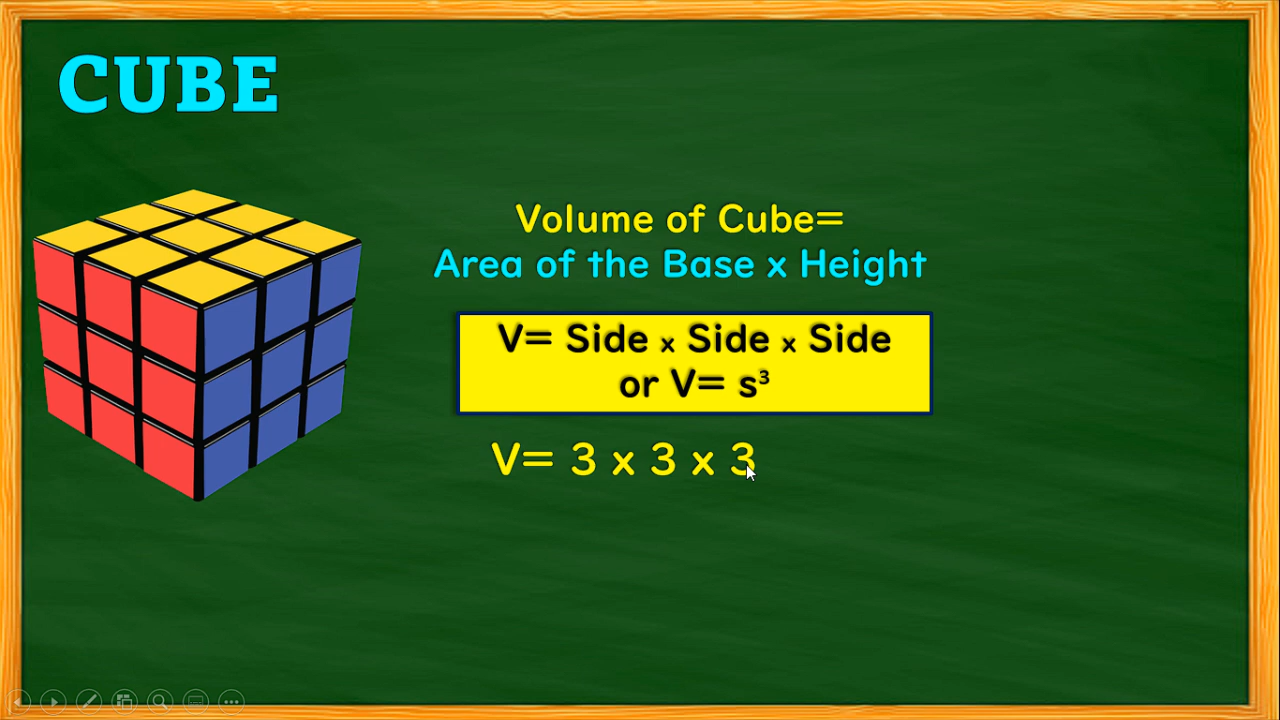 CUBE
Volume of Cube=
Area of the Base x Height
V= Side x Side x Side
or V= s³
V= 3 x 3 x 3